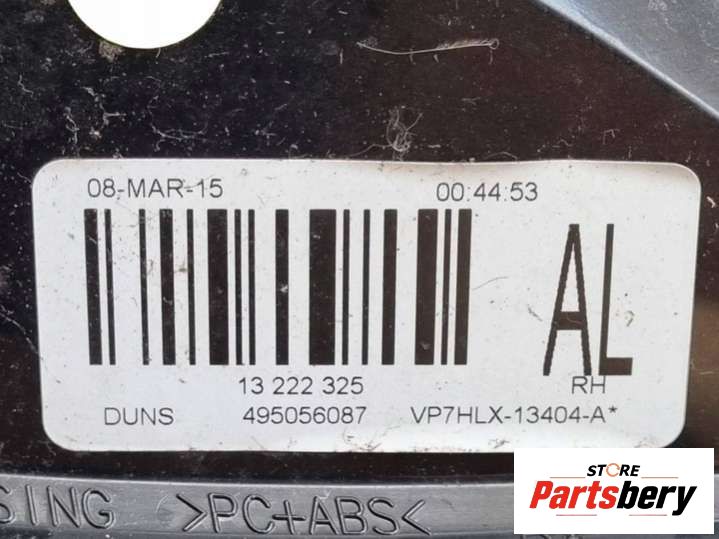 08-MAR-15 00:44:53
AL
13 222 325 RH
DUNS 495056087 VP7HLX-13404-A*
>PC+ABS<
STORE
Partsbery